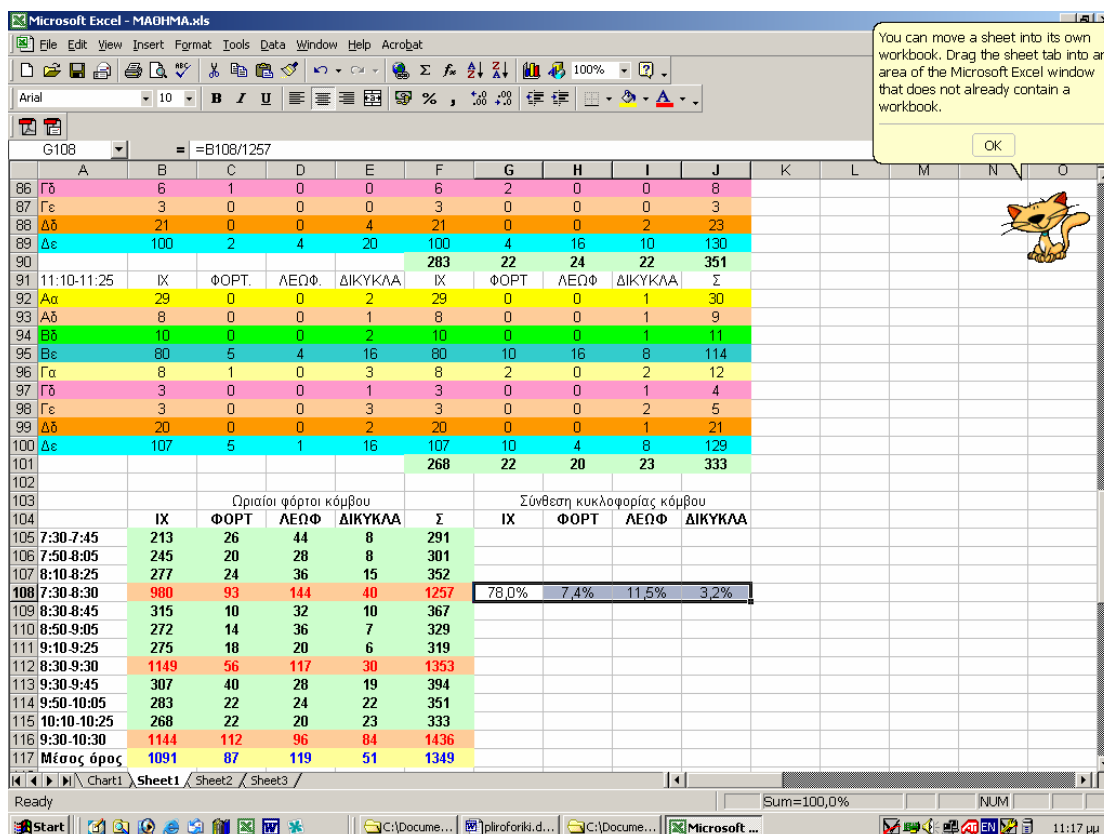 Microsoft Excel - ΜΑΘΗΜΑ.xls
File Edit View Insert Format Tools Data Window Help Acrobat
You can move a sheet into its own
workbook. Drag the sheet tab into an
area of the Microsoft Excel window
that does not already contain a
workbook.
OK
100%
Arial 10 B I U % ,
G108 = =B108/1257
A B C D E F G H I J K L M N O
86 Γδ 6 1 0 0 6 2 0 0 8
87 Γε 3 0 0 0 3 0 0 0 3
88 Δδ 21 0 0 4 21 0 0 2 23
89 Δε 100 2 4 20 100 4 16 10 130
90 283 22 24 22 351
91 11:10-11:25 ΙΧ ΦΟΡΤ. ΛΕΩΦ. ΔΙΚΥΚΛΑ ΙΧ ΦΟΡΤ ΛΕΩΦ ΔΙΚΥΚΛΑ Σ
92 Αα 29 0 0 2 29 0 0 1 30
93 Αδ 8 0 0 1 8 0 0 1 9
94 Βδ 10 0 0 2 10 0 0 1 11
95 Βε 80 5 4 16 80 10 16 8 114
96 Γα 8 1 0 3 8 2 0 2 12
97 Γδ 3 0 0 1 3 0 0 1 4
98 Γε 3 0 0 3 3 0 0 2 5
99 Δδ 20 0 0 2 20 0 0 1 21
100 Δε 107 5 1 16 107 10 4 8 129
101 268 22 20 23 333
102
103 Ωριαίοι φόρτοι κόμβου Σύνθεση κυκλοφορίας κόμβου
104 ΙΧ ΦΟΡΤ ΛΕΩΦ ΔΙΚΥΚΛΑ Σ ΙΧ ΦΟΡΤ ΛΕΩΦ ΔΙΚΥΚΛΑ
105 7:30-7:45 213 26 44 8 291
106 7:50-8:05 245 20 28 8 301
107 8:10-8:25 277 24 36 15 352
108 7:30-8:30 980 93 144 40 1257 78,0% 7,4% 11,5% 3,2%
109 8:30-8:45 315 10 32 10 367
110 8:50-9:05 272 14 36 7 329
111 9:10-9:25 275 18 20 6 319
112 8:30-9:30 1149 56 117 30 1353
113 9:30-9:45 307 40 28 19 394
114 9:50-10:05 283 22 24 22 351
115 10:10-10:25 268 22 20 23 333
116 9:30-10:30 1144 112 96 84 1436
117 Μέσος όρος 1091 87 119 51 1349
Chart1 Sheet1 Sheet2 Sheet3
Ready Sum=100,0% NUM
Start C:\Docume... pliroforiki.d... C:\Docume... Microsoft ... EN 11:17 μμ